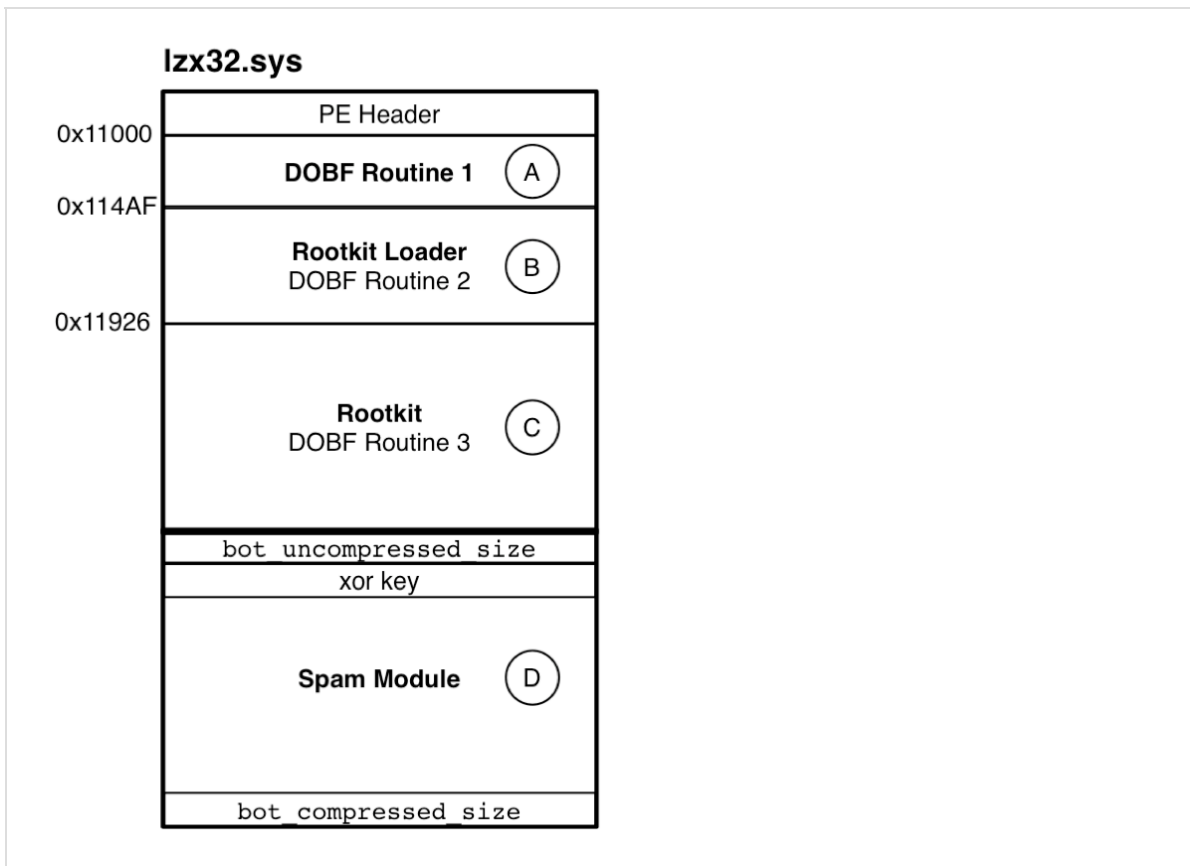 lzx32.sys
PE Header
0x11000
DOBF Routine 1 A
0x114AF
Rootkit Loader
DOBF Routine 2 B
0x11926
Rootkit
DOBF Routine 3 C
bot_uncompressed_size
xor key
Spam Module D
bot_compressed_size